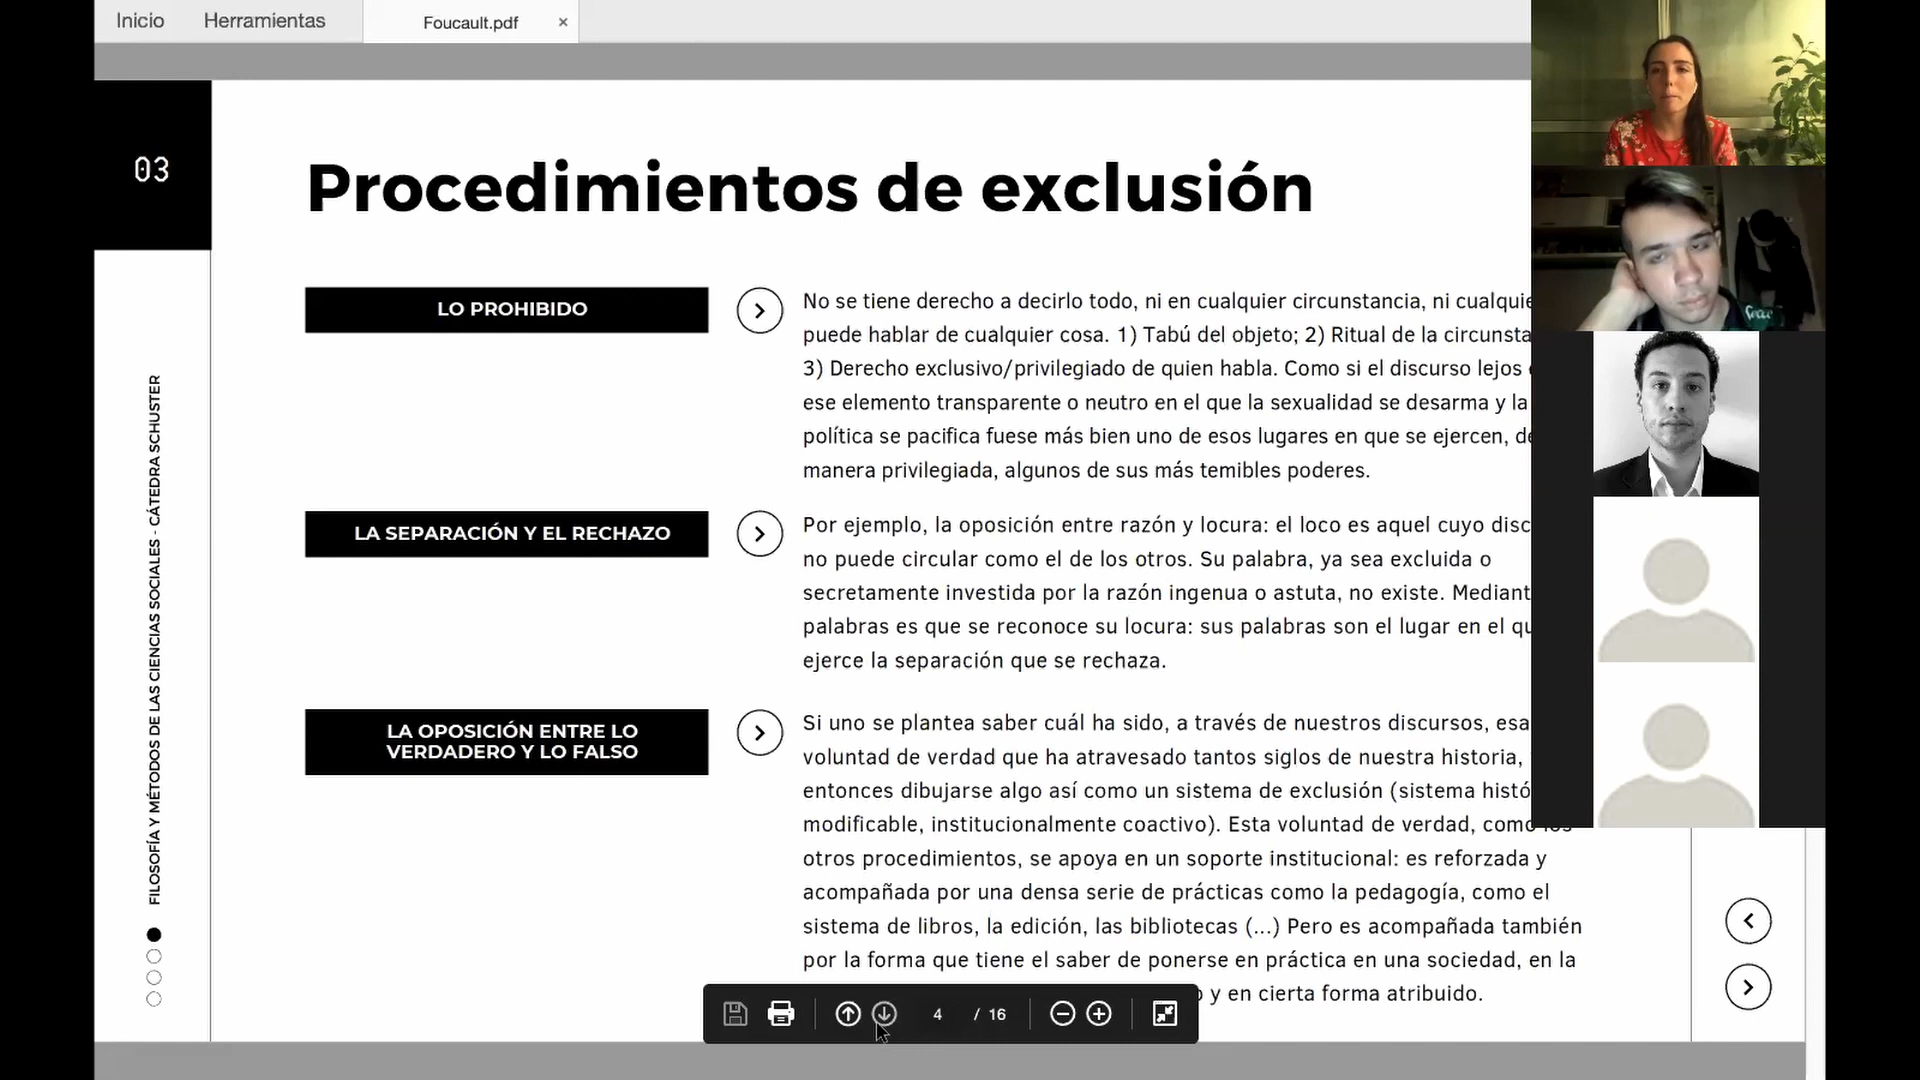 Inicio
Herramientas
Foucault.pdf
03
Procedimientos de exclusión
LO PROHIBIDO
No se tiene derecho a decirlo todo, ni en cualquier circunstancia, ni
puede hablar de cualquier cosa. 1) Tabú del objeto; 2) Ritual de la
3) Derecho exclusivo/privilegiado de quien habla. Como si el discurso lejos
ese elemento transparente o neutro en el que la sexualidad se desarma y la
política se pacifica fuese más bien uno de esos lugares en que se ejercen,
manera privilegiada, algunos de sus más temibles poderes.
LA SEPARACIÓN Y EL RECHAZO
Por ejemplo, la oposición entre razón y locura: el loco es aquel cuyo
no puede circular como el de los otros. Su palabra, ya sea excluida o
secretamente investida por la razón ingenua o astuta, no existe.
palabras es que se reconoce su locura: sus palabras son el lugar en el
ejerce la separación que se rechaza.
LA OPOSICIÓN ENTRE LO
VERDADERO Y LO FALSO
Si uno se plantea saber cuál ha sido, a través de nuestros discursos, esa
voluntad de verdad que ha atravesado tantos siglos de nuestra historia,
entonces dibujarse algo así como un sistema de exclusión (sistema
modificable, institucionalmente coactivo). Esta voluntad de verdad, como los
otros procedimientos, se apoya en un soporte institucional: es reforzada y
acompañada por una densa serie de prácticas como la pedagogía, como el
sistema de libros, la edición, las bibliotecas (...) Pero es acompañada también
por la forma que tiene el saber de ponerse en práctica en una sociedad, en la
y en cierta forma atribuido.
FILOSOFÍA Y MÉTODOS DE LAS CIENCIAS SOCIALES - CÁTEDRA SCHUSTER
4 / 16